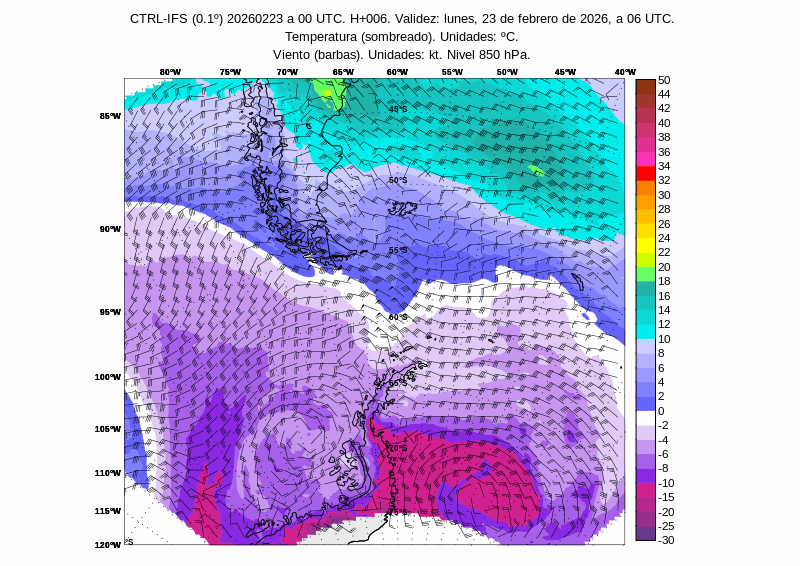 CTRL-IFS (0.1º) 20260223 a 00 UTC. H+006. Validez: lunes, 23 de febrero de 2026, a 06 UTC.
Temperatura (sombreado). Unidades: ºC.
Viento (barbas). Unidades: kt. Nivel 850 hPa.
80°W 75°W 70°W 65°W 60°W 55°W 50°W 45°W 40°W
85°W
90°W
95°W
100°W
105°W
110°W
115°W
120°W
45°S
50°S
55°S
60°S
65°S
70°S
75°S
°S
50
44
42
40
38
36
34
32
30
28
26
24
22
20
18
16
14
12
10
8
6
4
2
0
-2
-4
-6
-8
-10
-15
-20
-25
-30